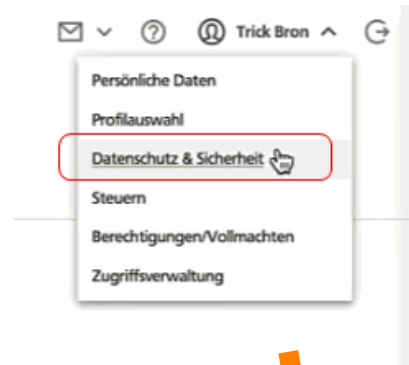 Trick Bron
Persönliche Daten
Profilauswahl
Datenschutz & Sicherheit
Steuern
Berechtigungen/Vollmachten
Zugriffsverwaltung